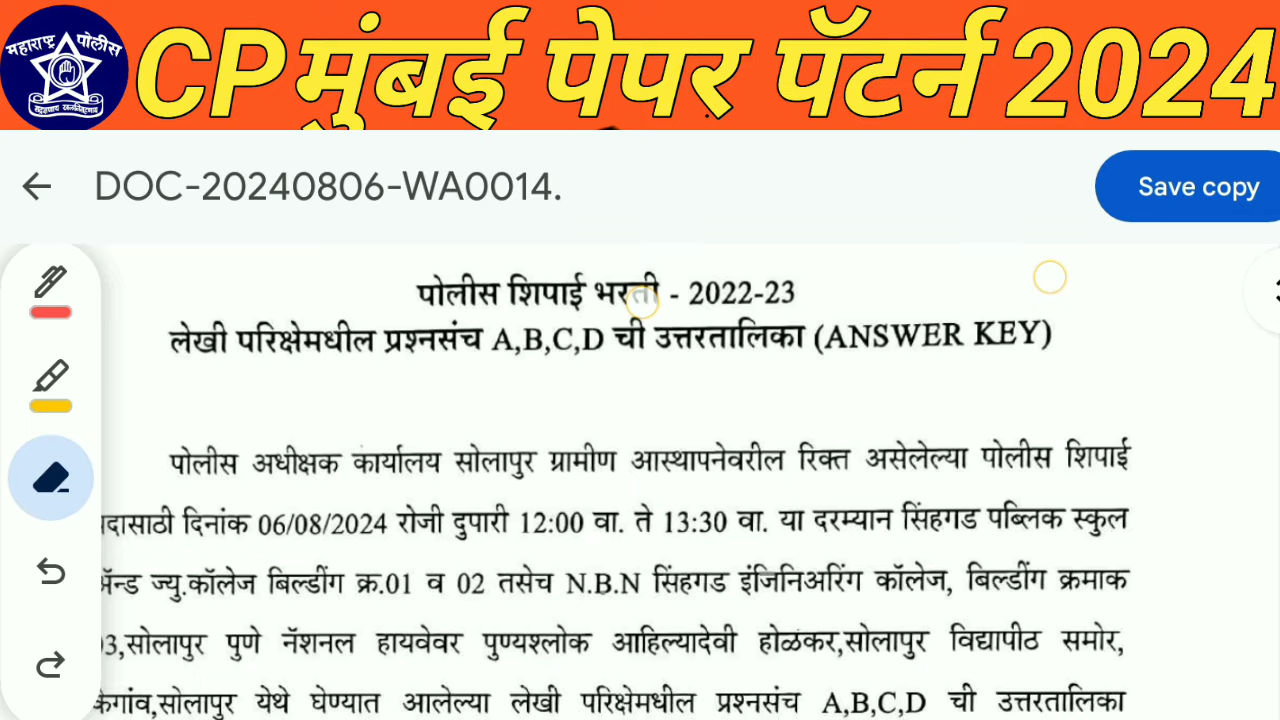 महाराष्ट्र पोलीस
CP मुंबई पेपर पॅटर्न 2024
DOC-20240806-WA0014.
Save copy
पोलीस शिपाई भरती - 2022-23
लेखी परिक्षेमधील प्रश्नसंच A,B,C,D ची उत्तरतालिका (ANSWER KEY)
पोलीस अधीक्षक कार्यालय सोलापुर ग्रामीण आस्थापनेवरील रिक्त असेलेल्या पोलीस शिपाई
पदासाठी दिनांक 06/08/2024 रोजी दुपारी 12:00 वा. ते 13:30 वा. या दरम्यान सिंहगड पब्लिक स्कुल
ॲन्ड ज्यु.कॉलेज बिल्डींग क्र.01 व 02 तसेच N.B.N सिंहगड इंजिनिअरिंग कॉलेज, बिल्डींग क्रमाक
03,सोलापुर पुणे नॅशनल हायवेवर पुण्यश्लोक आहिल्यादेवी होळकर,सोलापुर विद्यापीठ समोर,
केगांव,सोलापुर येथे घेण्यात आलेल्या लेखी परिक्षेमधील प्रश्नसंच A,B,C,D ची उत्तरतालिका